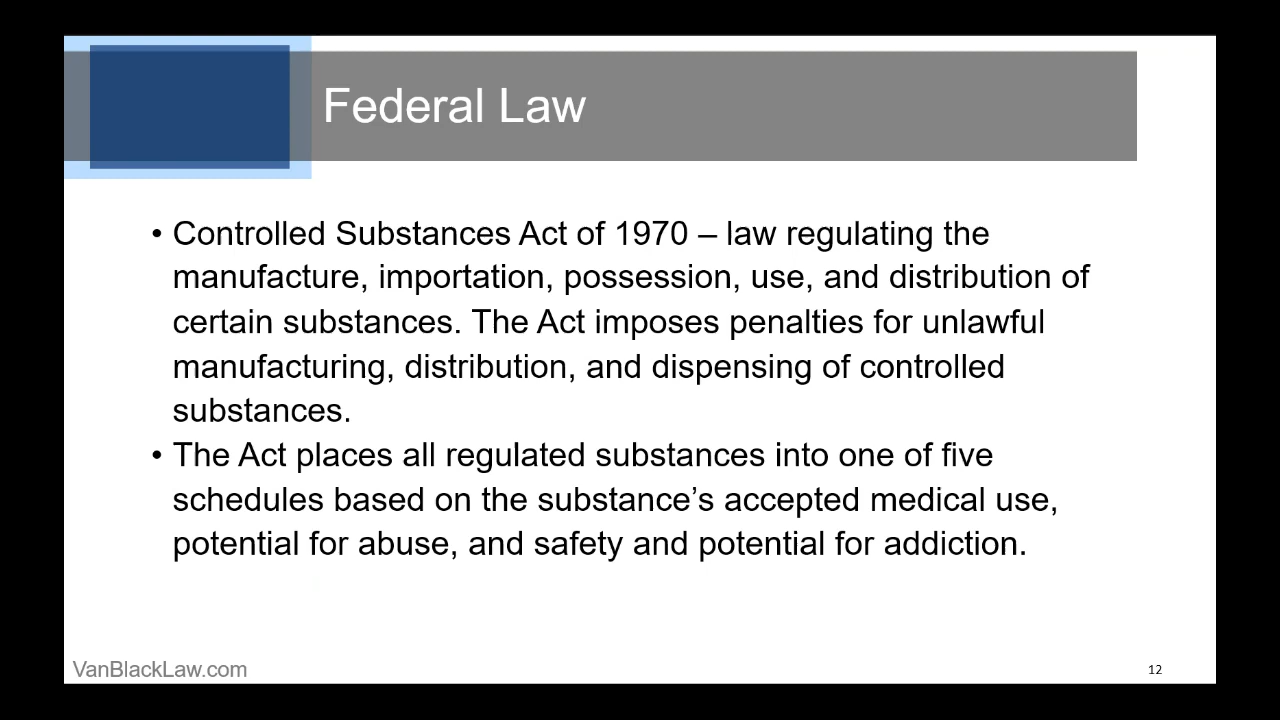 Federal Law
• Controlled Substances Act of 1970 – law regulating the
manufacture, importation, possession, use, and distribution of
certain substances. The Act imposes penalties for unlawful
manufacturing, distribution, and dispensing of controlled
substances.
• The Act places all regulated substances into one of five
schedules based on the substance’s accepted medical use,
potential for abuse, and safety and potential for addiction.
VanBlackLaw.com
12